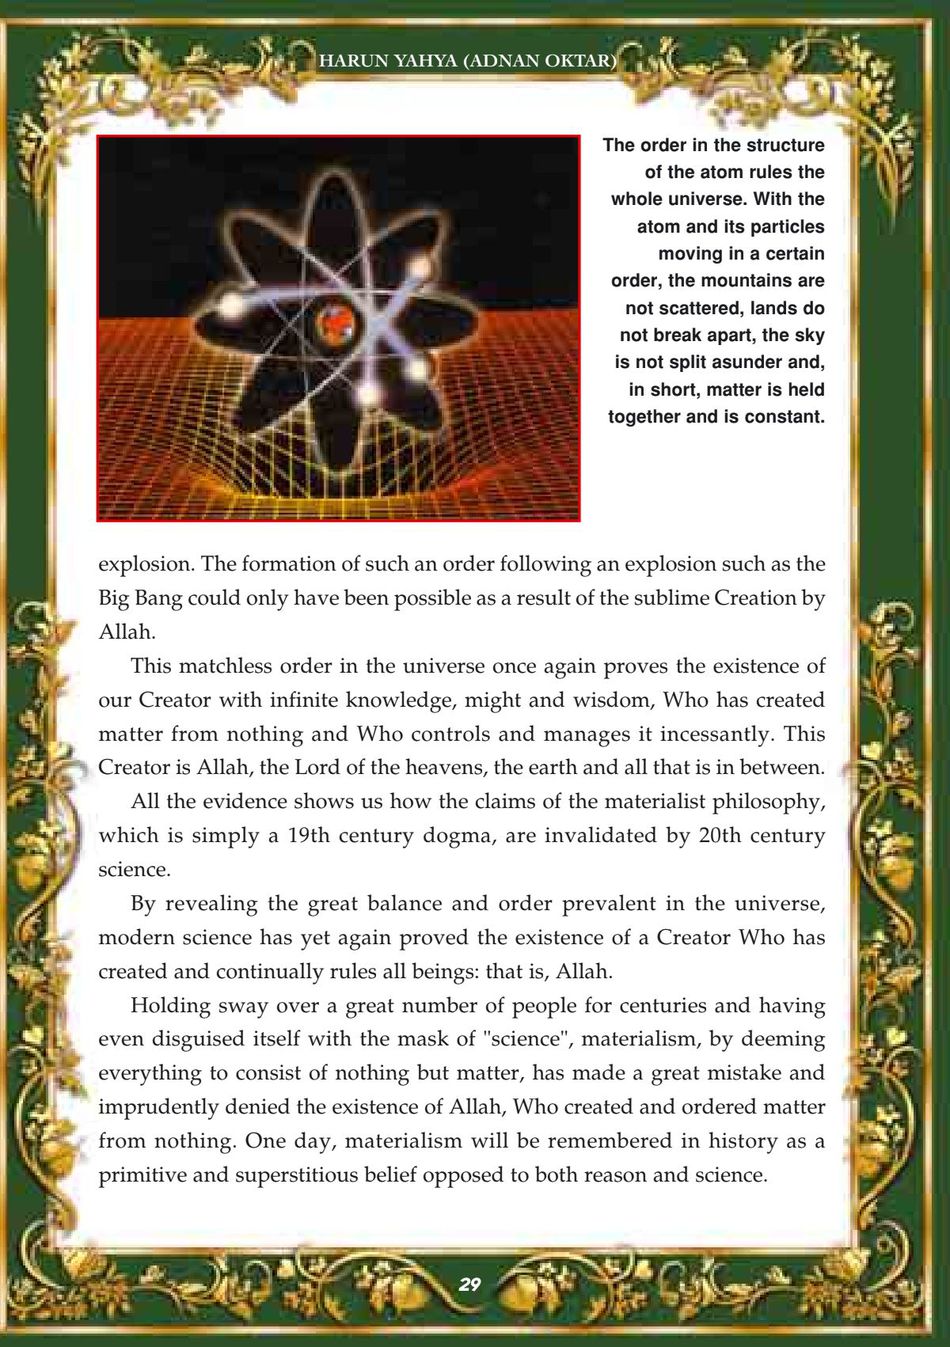 HARUN YAHYA (ADNAN OKTAR)
The order in the structure
of the atom rules the
whole universe. With the
atom and its particles
moving in a certain
order, the mountains are
not scattered, lands do
not break apart, the sky
is not split asunder and,
in short, matter is held
together and is constant.
explosion. The formation of such an order following an explosion such as the
Big Bang could only have been possible as a result of the sublime Creation by
Allah.
This matchless order in the universe once again proves the existence of
our Creator with infinite knowledge, might and wisdom, Who has created
matter from nothing and Who controls and manages it incessantly. This
Creator is Allah, the Lord of the heavens, the earth and all that is in between.
All the evidence shows us how the claims of the materialist philosophy,
which is simply a 19th century dogma, are invalidated by 20th century
science.
By revealing the great balance and order prevalent in the universe,
modern science has yet again proved the existence of a Creator Who has
created and continually rules all beings: that is, Allah.
Holding sway over a great number of people for centuries and having
even disguised itself with the mask of "science", materialism, by deeming
everything to consist of nothing but matter, has made a great mistake and
imprudently denied the existence of Allah, Who created and ordered matter
from nothing. One day, materialism will be remembered in history as a
primitive and superstitious belief opposed to both reason and science.
29